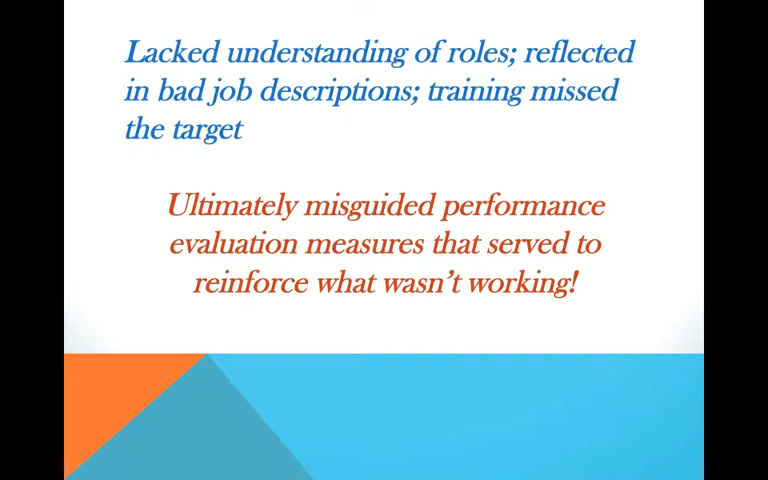 Lacked understanding of roles; reflected
in bad job descriptions; training missed
the target
Ultimately misguided performance
evaluation measures that served to
reinforce what wasn't working!